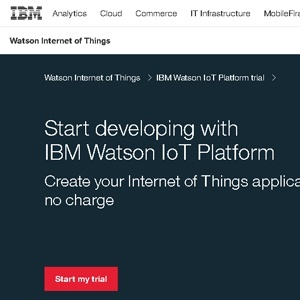 IBM Analytics Cloud Commerce IT Infrastructure MobileFir
Watson Internet of Things
Watson Internet of Things > IBM Watson IoT Platform trial >
Start developing with
IBM Watson IoT Platform
Create your Internet of Things applica
no charge
Start my trial